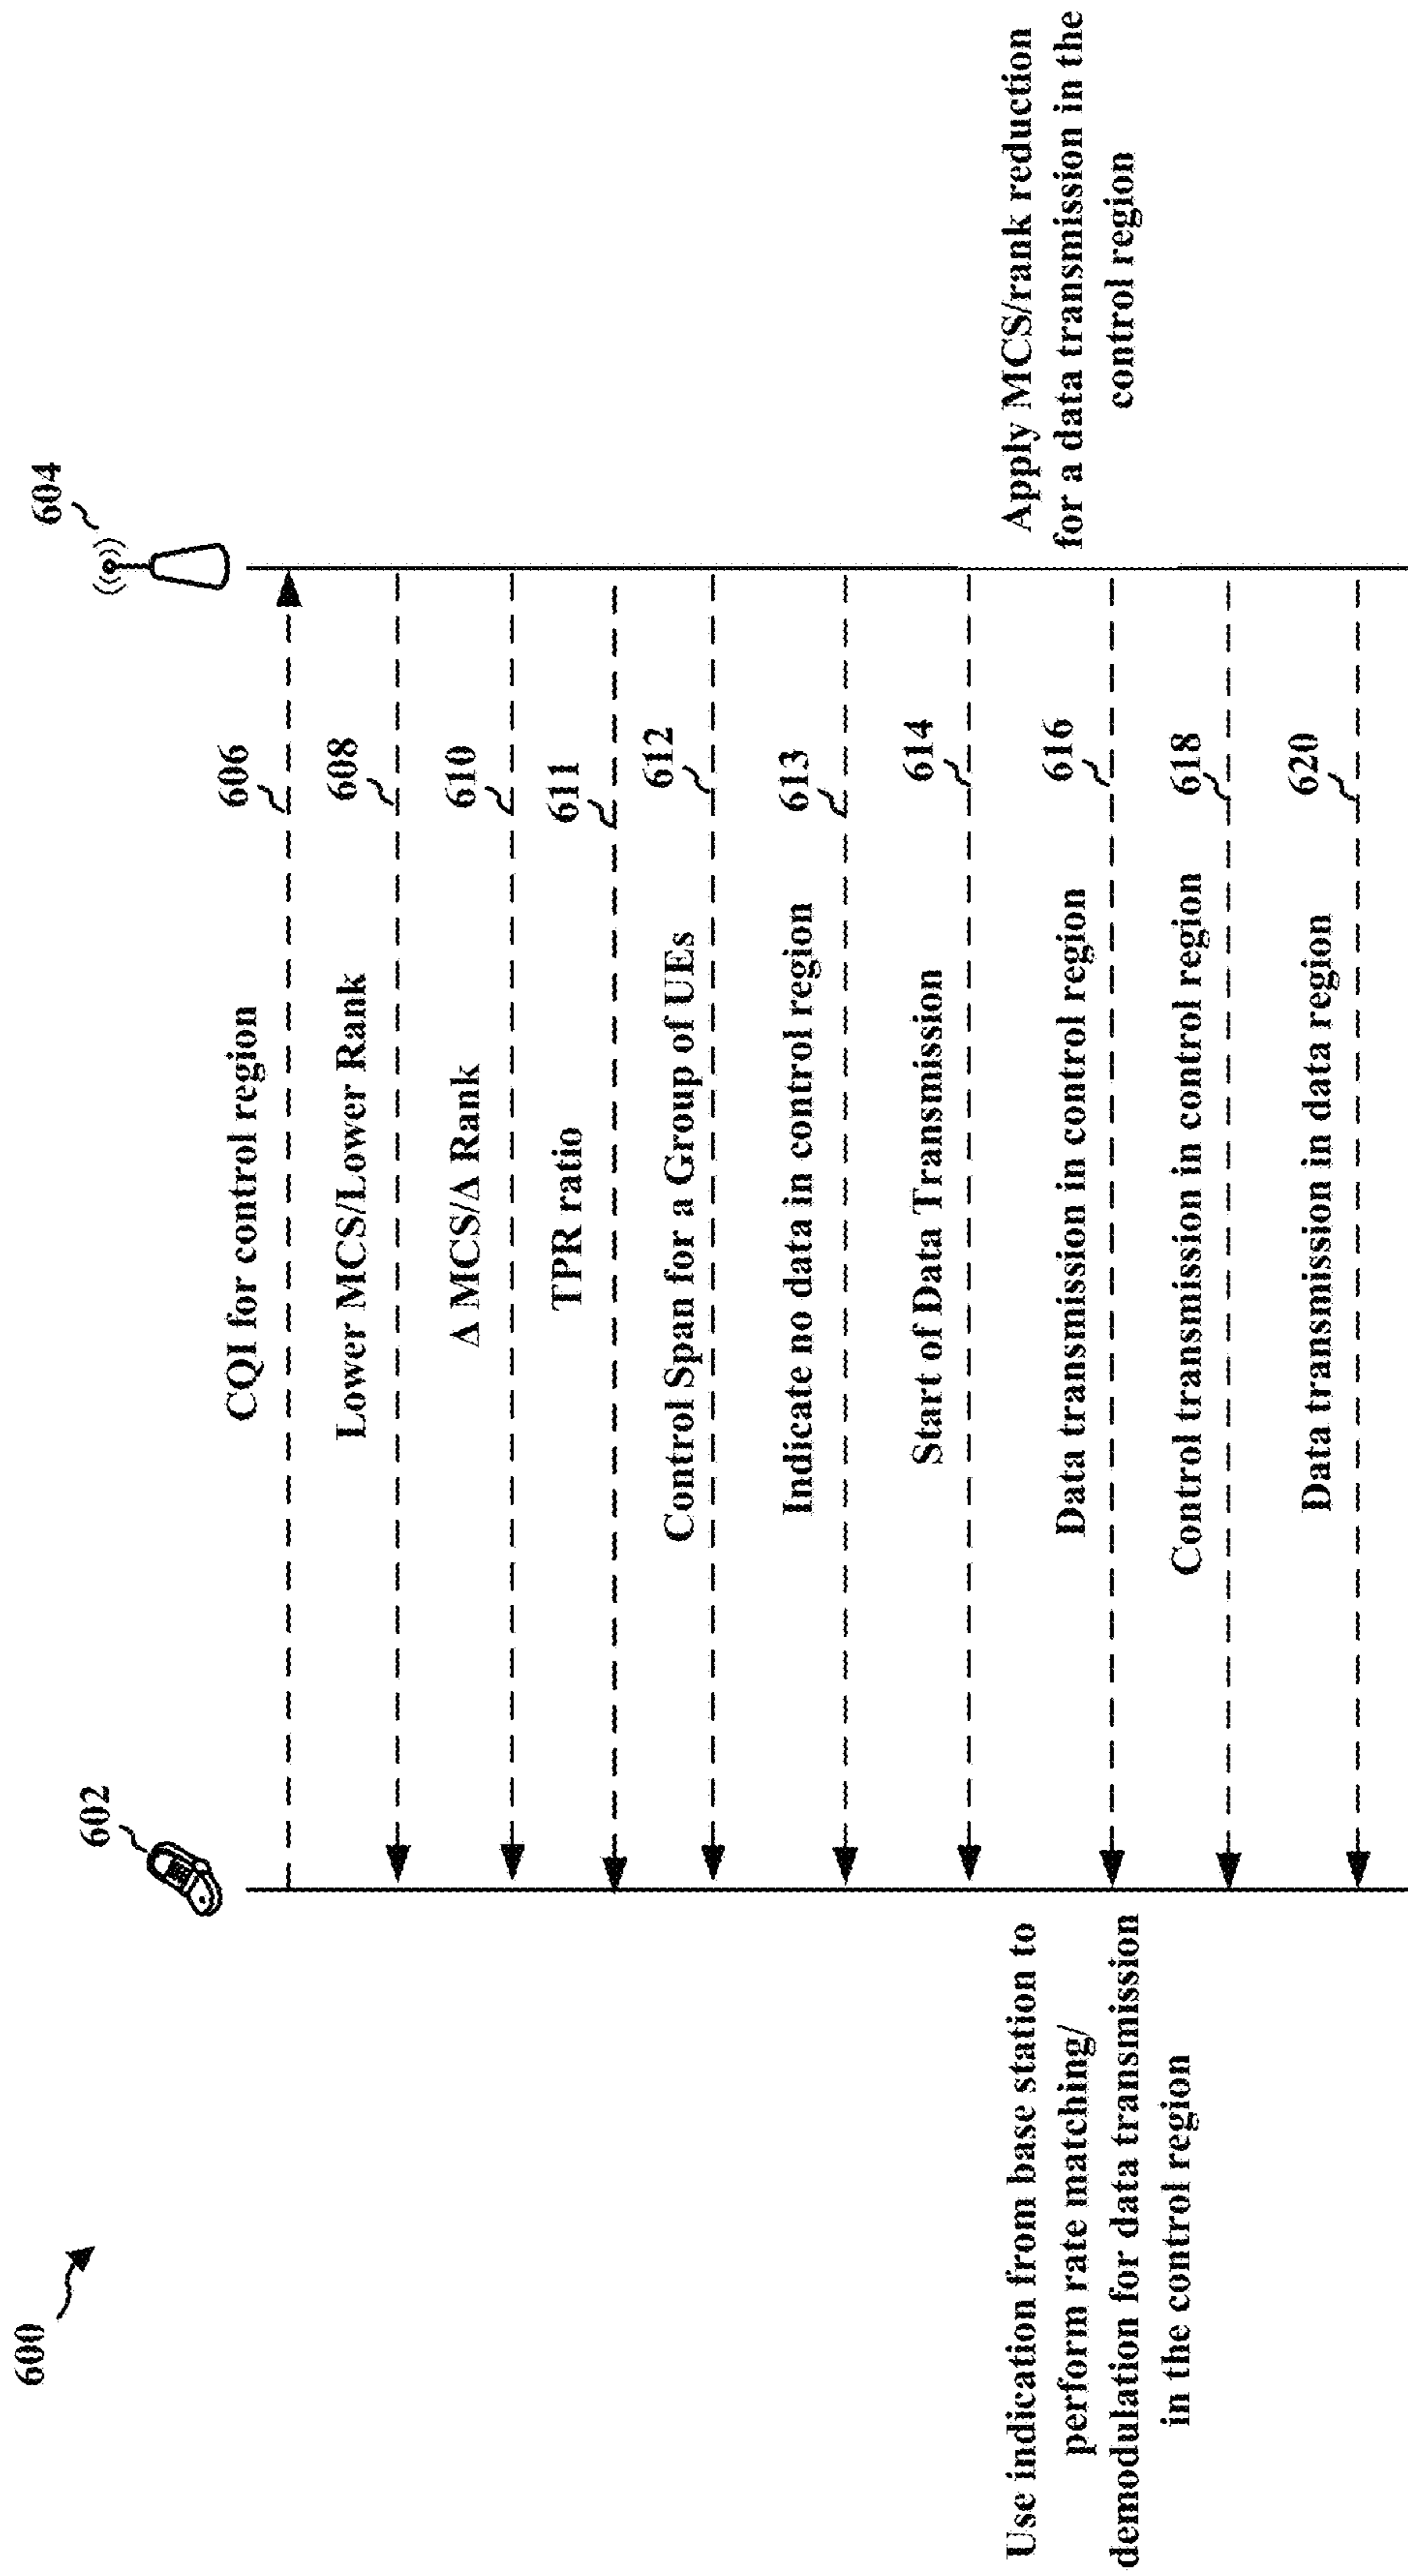 600
602
604
CQI for control region
606
Lower MCS/Lower Rank
608
Δ MCS/Δ Rank
610
TPR ratio
611
Control Span for a Group of UEs
612
Indicate no data in control region
613
Start of Data Transmission
614
Use indication from base station to
perform rate matching/
demodulation for data transmission
in the control region
Apply MCS/rank reduction
for a data transmission in the
control region
Data transmission in control region
616
Control transmission in control region
618
Data transmission in data region
620